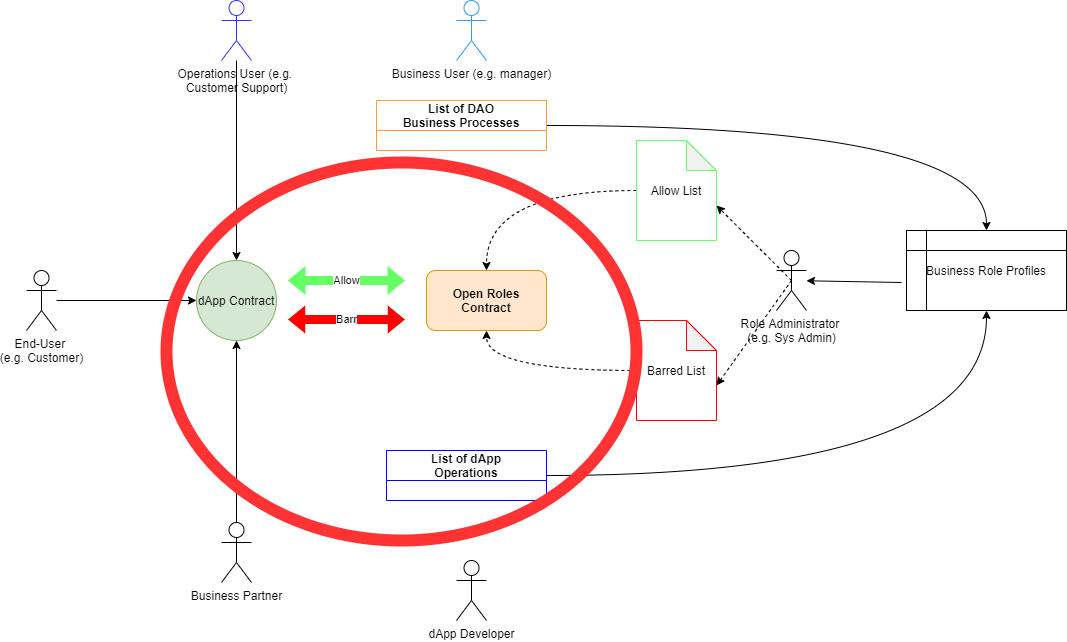 Operations User (e.g.
Customer Support)
Business User (e.g. manager)
List of DAO
Business Processes
Allow List
Business Role Profiles
Allow
dApp Contract
Open Roles
Contract
Barr
Role Administrator
(e.g. Sys Admin)
End-User
(e.g. Customer)
Barred List
List of dApp
Operations
Business Partner
dApp Developer